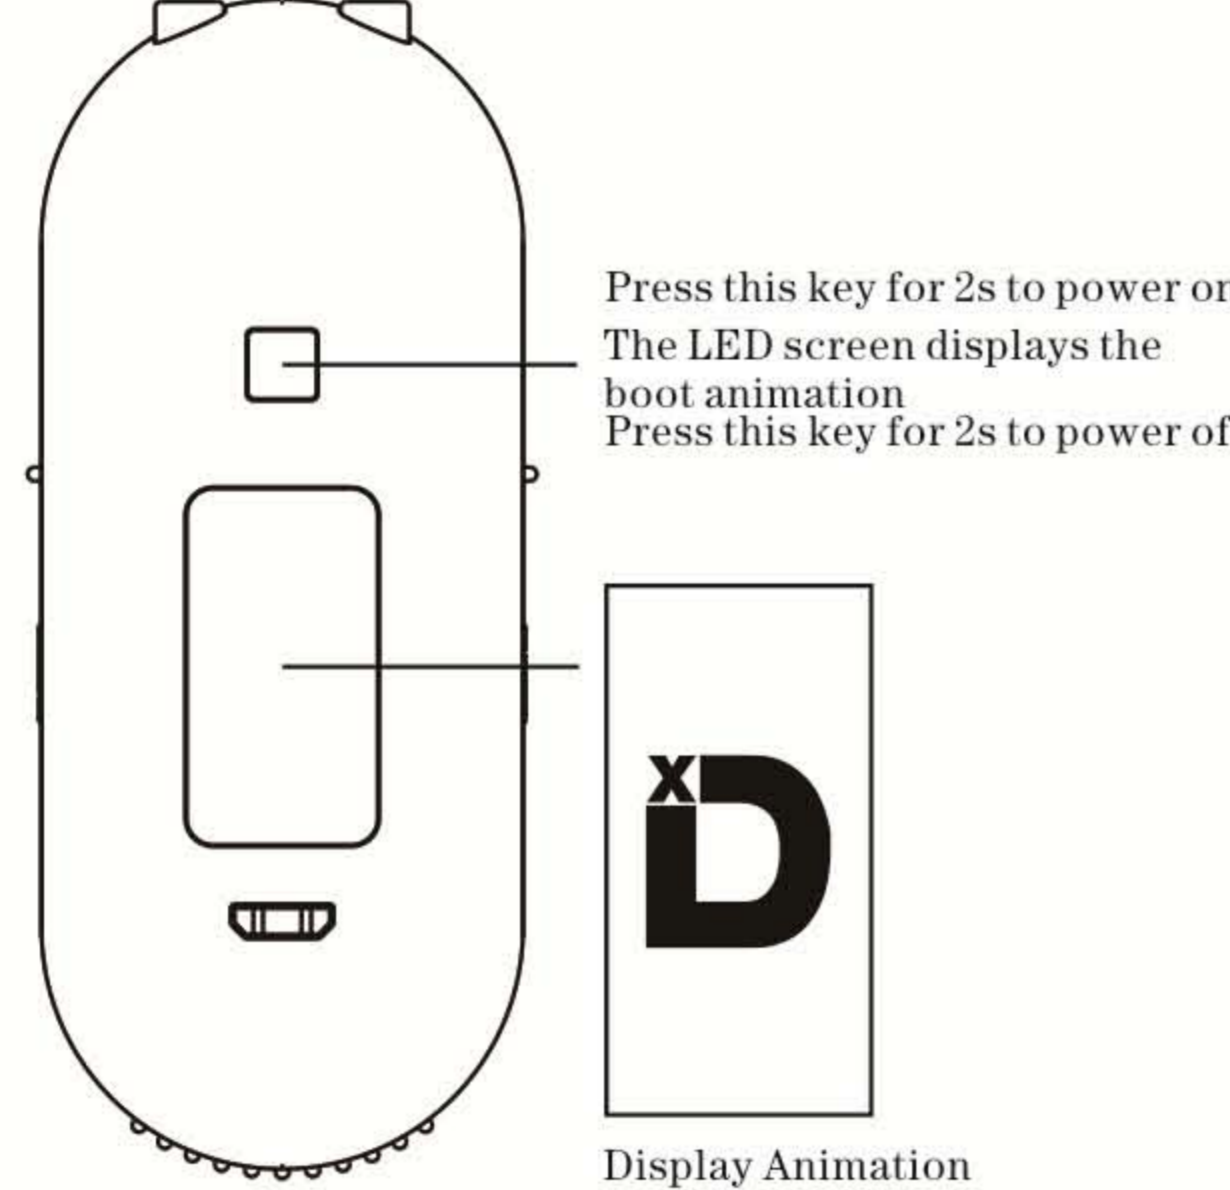 Press this key for 2s to power on
The LED screen displays the
boot animation
Press this key for 2s to power of
xD
Display Animation